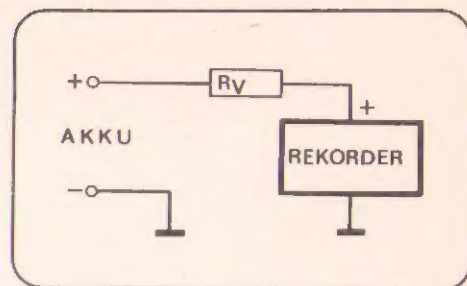 + RV
+
AKKU
REKORDER
-